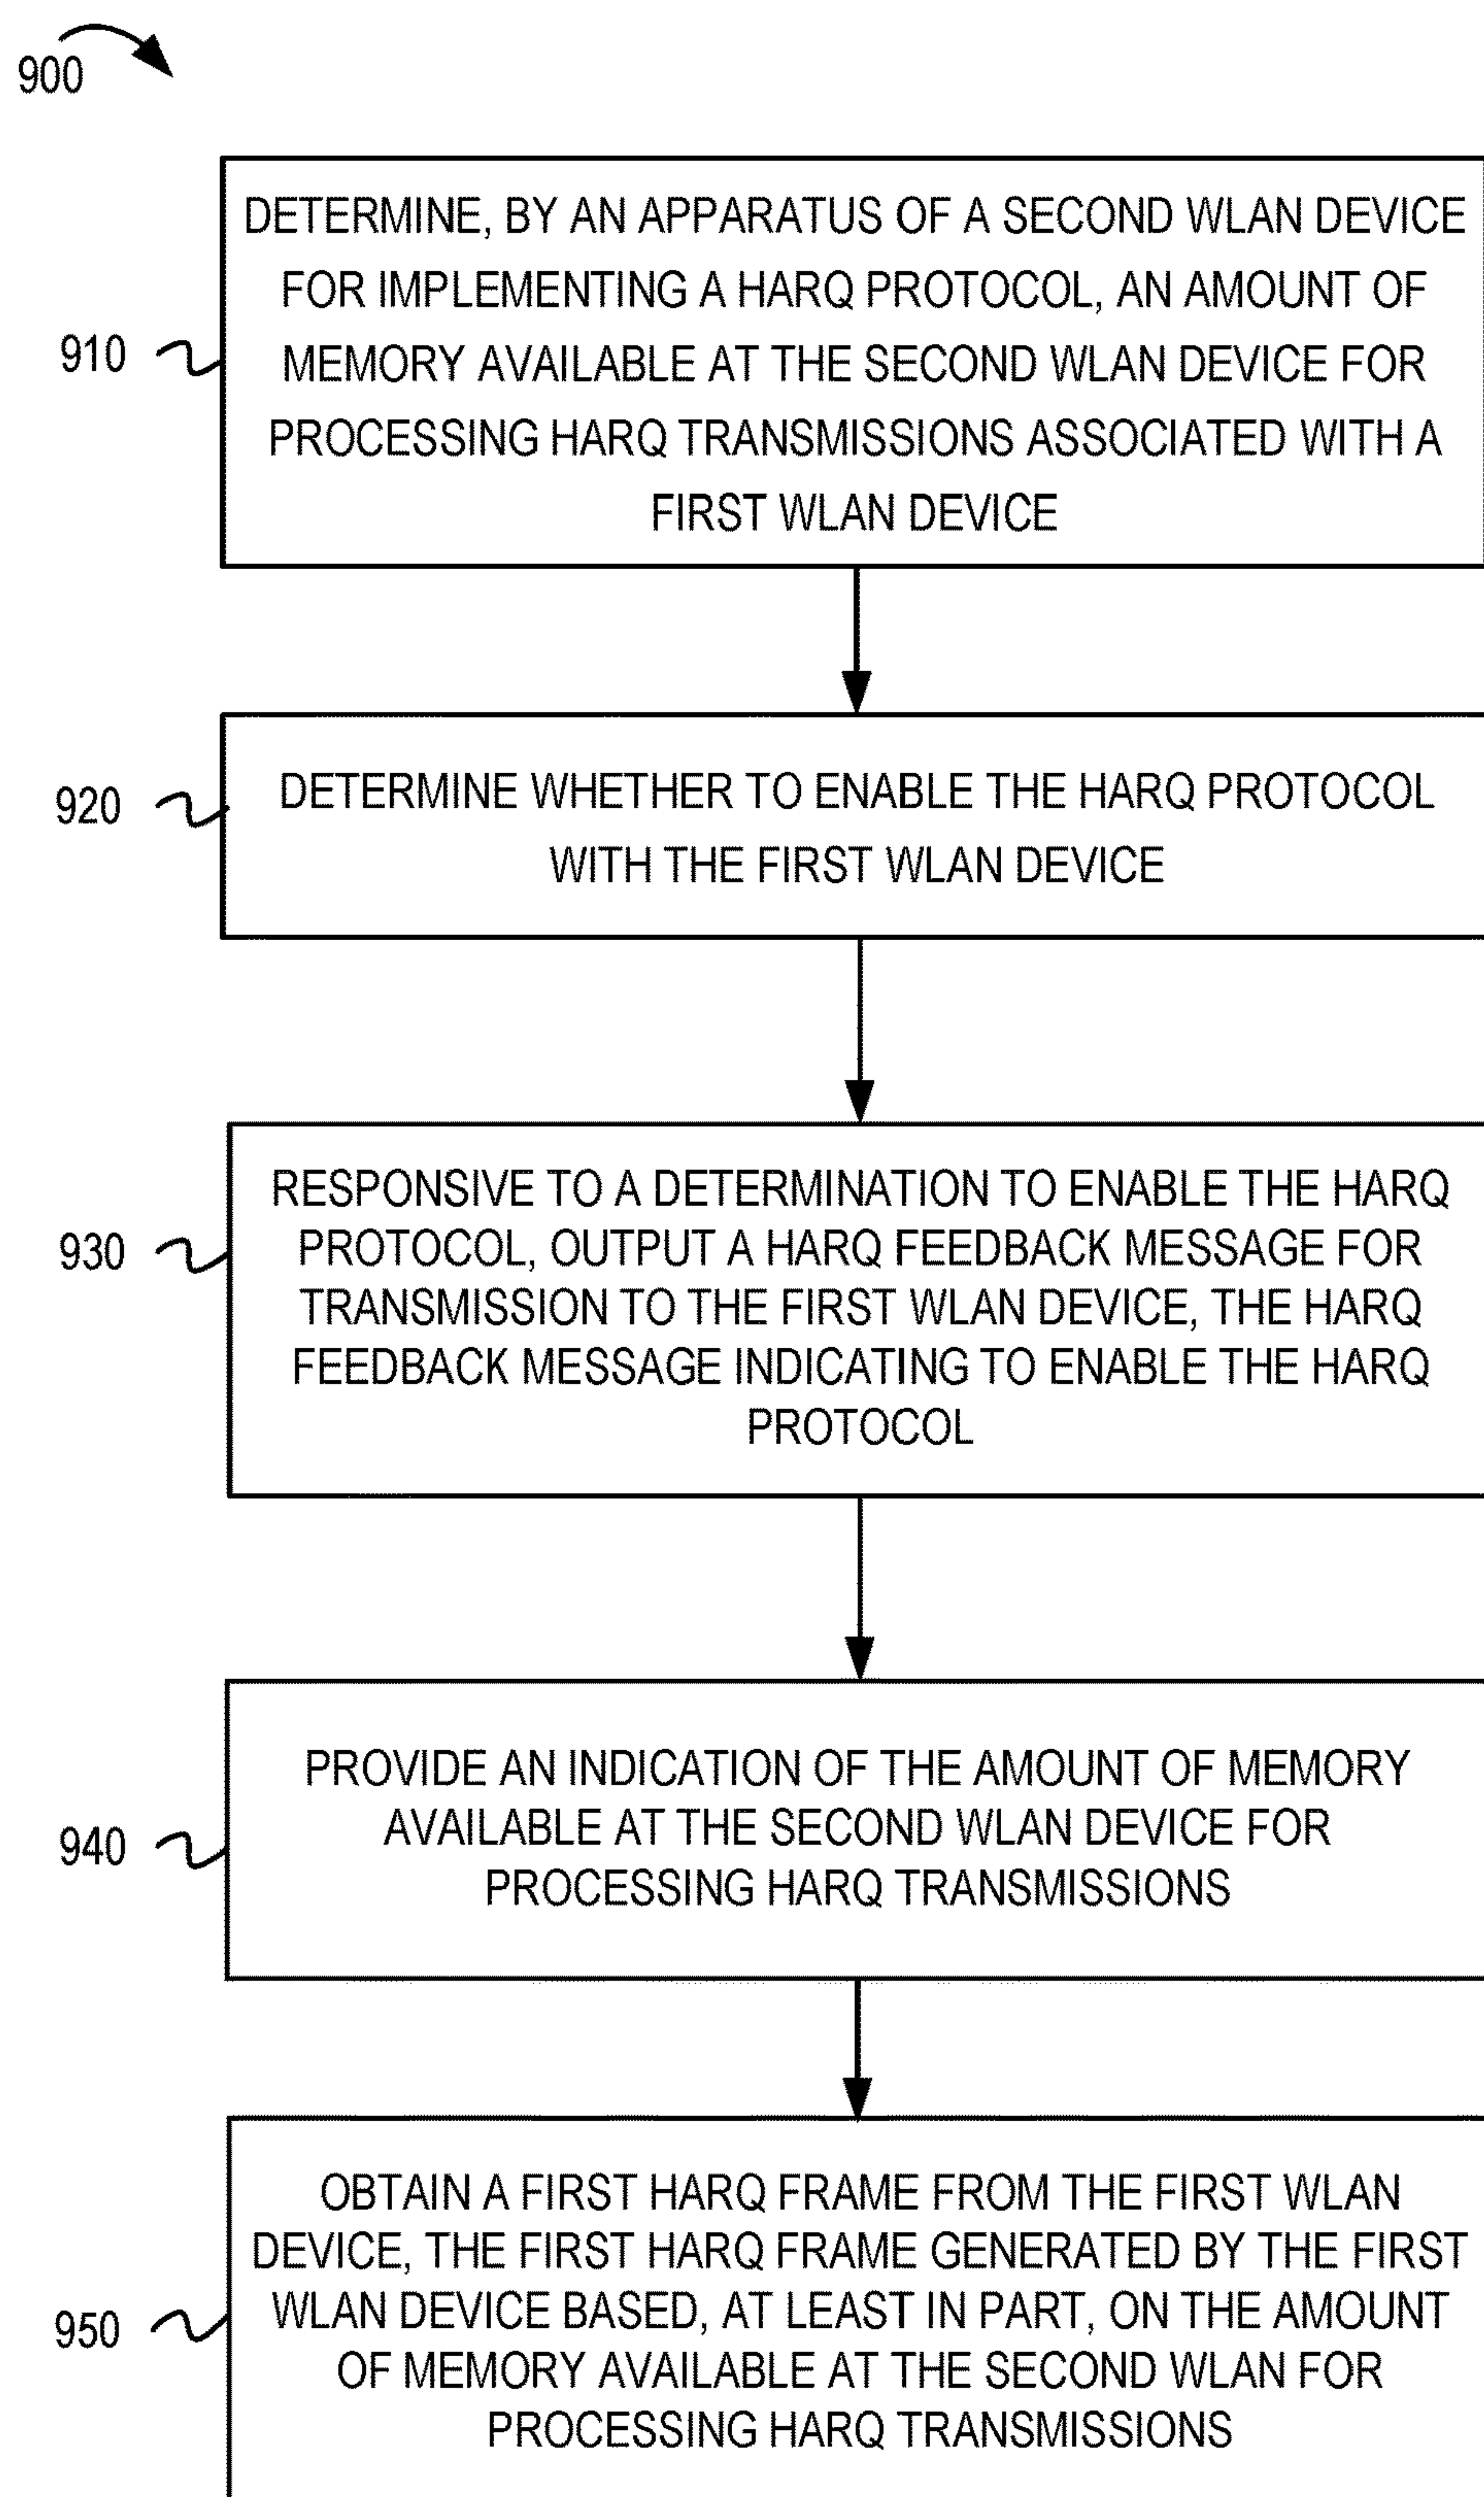 900
DETERMINE, BY AN APPARATUS OF A SECOND WLAN DEVICE
FOR IMPLEMENTING A HARQ PROTOCOL, AN AMOUNT OF
MEMORY AVAILABLE AT THE SECOND WLAN DEVICE FOR
PROCESSING HARQ TRANSMISSIONS ASSOCIATED WITH A
FIRST WLAN DEVICE
910
DETERMINE WHETHER TO ENABLE THE HARQ PROTOCOL
WITH THE FIRST WLAN DEVICE
920
RESPONSIVE TO A DETERMINATION TO ENABLE THE HARQ
PROTOCOL, OUTPUT A HARQ FEEDBACK MESSAGE FOR
TRANSMISSION TO THE FIRST WLAN DEVICE, THE HARQ
FEEDBACK MESSAGE INDICATING TO ENABLE THE HARQ
PROTOCOL
930
PROVIDE AN INDICATION OF THE AMOUNT OF MEMORY
AVAILABLE AT THE SECOND WLAN DEVICE FOR
PROCESSING HARQ TRANSMISSIONS
940
OBTAIN A FIRST HARQ FRAME FROM THE FIRST WLAN
DEVICE, THE FIRST HARQ FRAME GENERATED BY THE FIRST
WLAN DEVICE BASED, AT LEAST IN PART, ON THE AMOUNT
OF MEMORY AVAILABLE AT THE SECOND WLAN FOR
PROCESSING HARQ TRANSMISSIONS
950